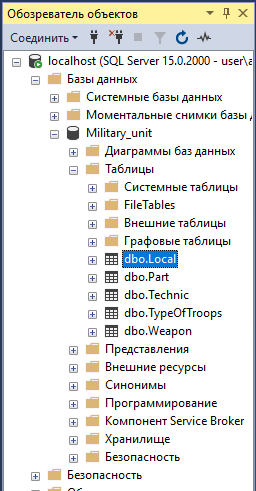 Обозреватель объектов
Соединить
localhost (SQL Server 15.0.2000 - user\a
Базы данных
Системные базы данных
Моментальные снимки базы д
Military_unit
Диаграммы баз данных
Таблицы
Системные таблицы
FileTables
Внешние таблицы
Графовые таблицы
dbo.Local
dbo.Part
dbo.Technic
dbo.TypeOfTroops
dbo.Weapon
Представления
Внешние ресурсы
Синонимы
Программирование
Компонент Service Broker
Хранилище
Безопасность
Безопасность